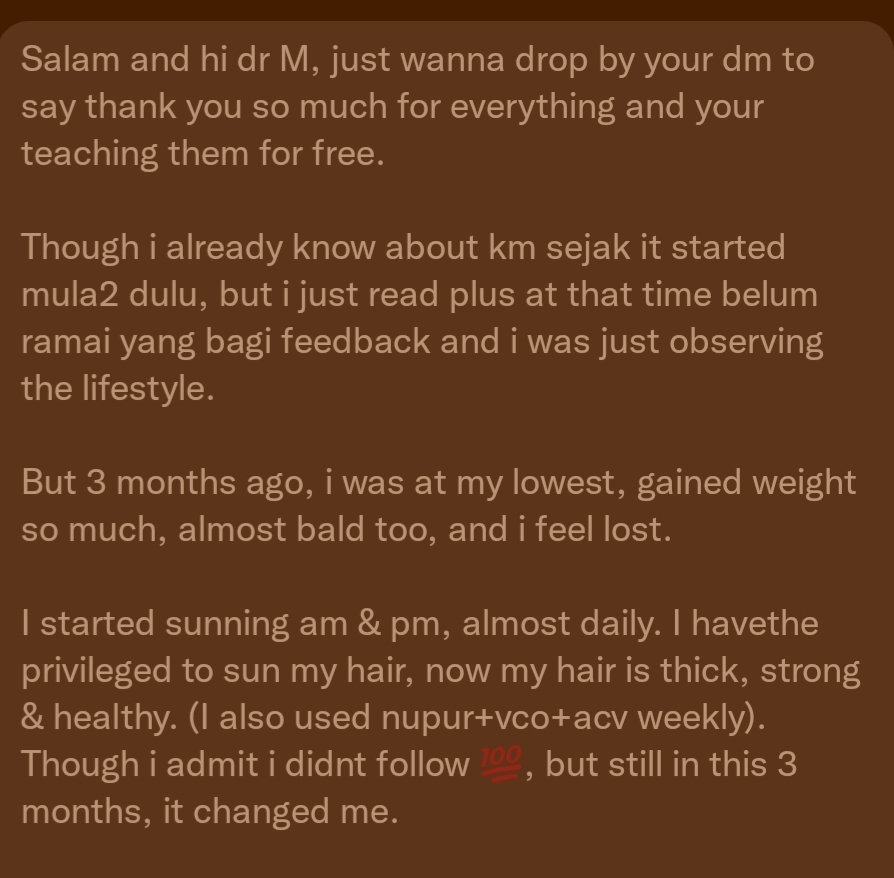 Salam and hi dr M, just wanna drop by your dm to
say thank you so much for everything and your
teaching them for free.
Though i already know about km sejak it started
mula2 dulu, but i just read plus at that time belum
ramai yang bagi feedback and i was just observing
the lifestyle.
But 3 months ago, i was at my lowest, gained weight
so much, almost bald too, and i feel lost.
I started sunning am & pm, almost daily. I havethe
privileged to sun my hair, now my hair is thick, strong
& healthy. (I also used nupur+vco+acv weekly).
Though i admit i didnt follow 💯, but still in this 3
months, it changed me.